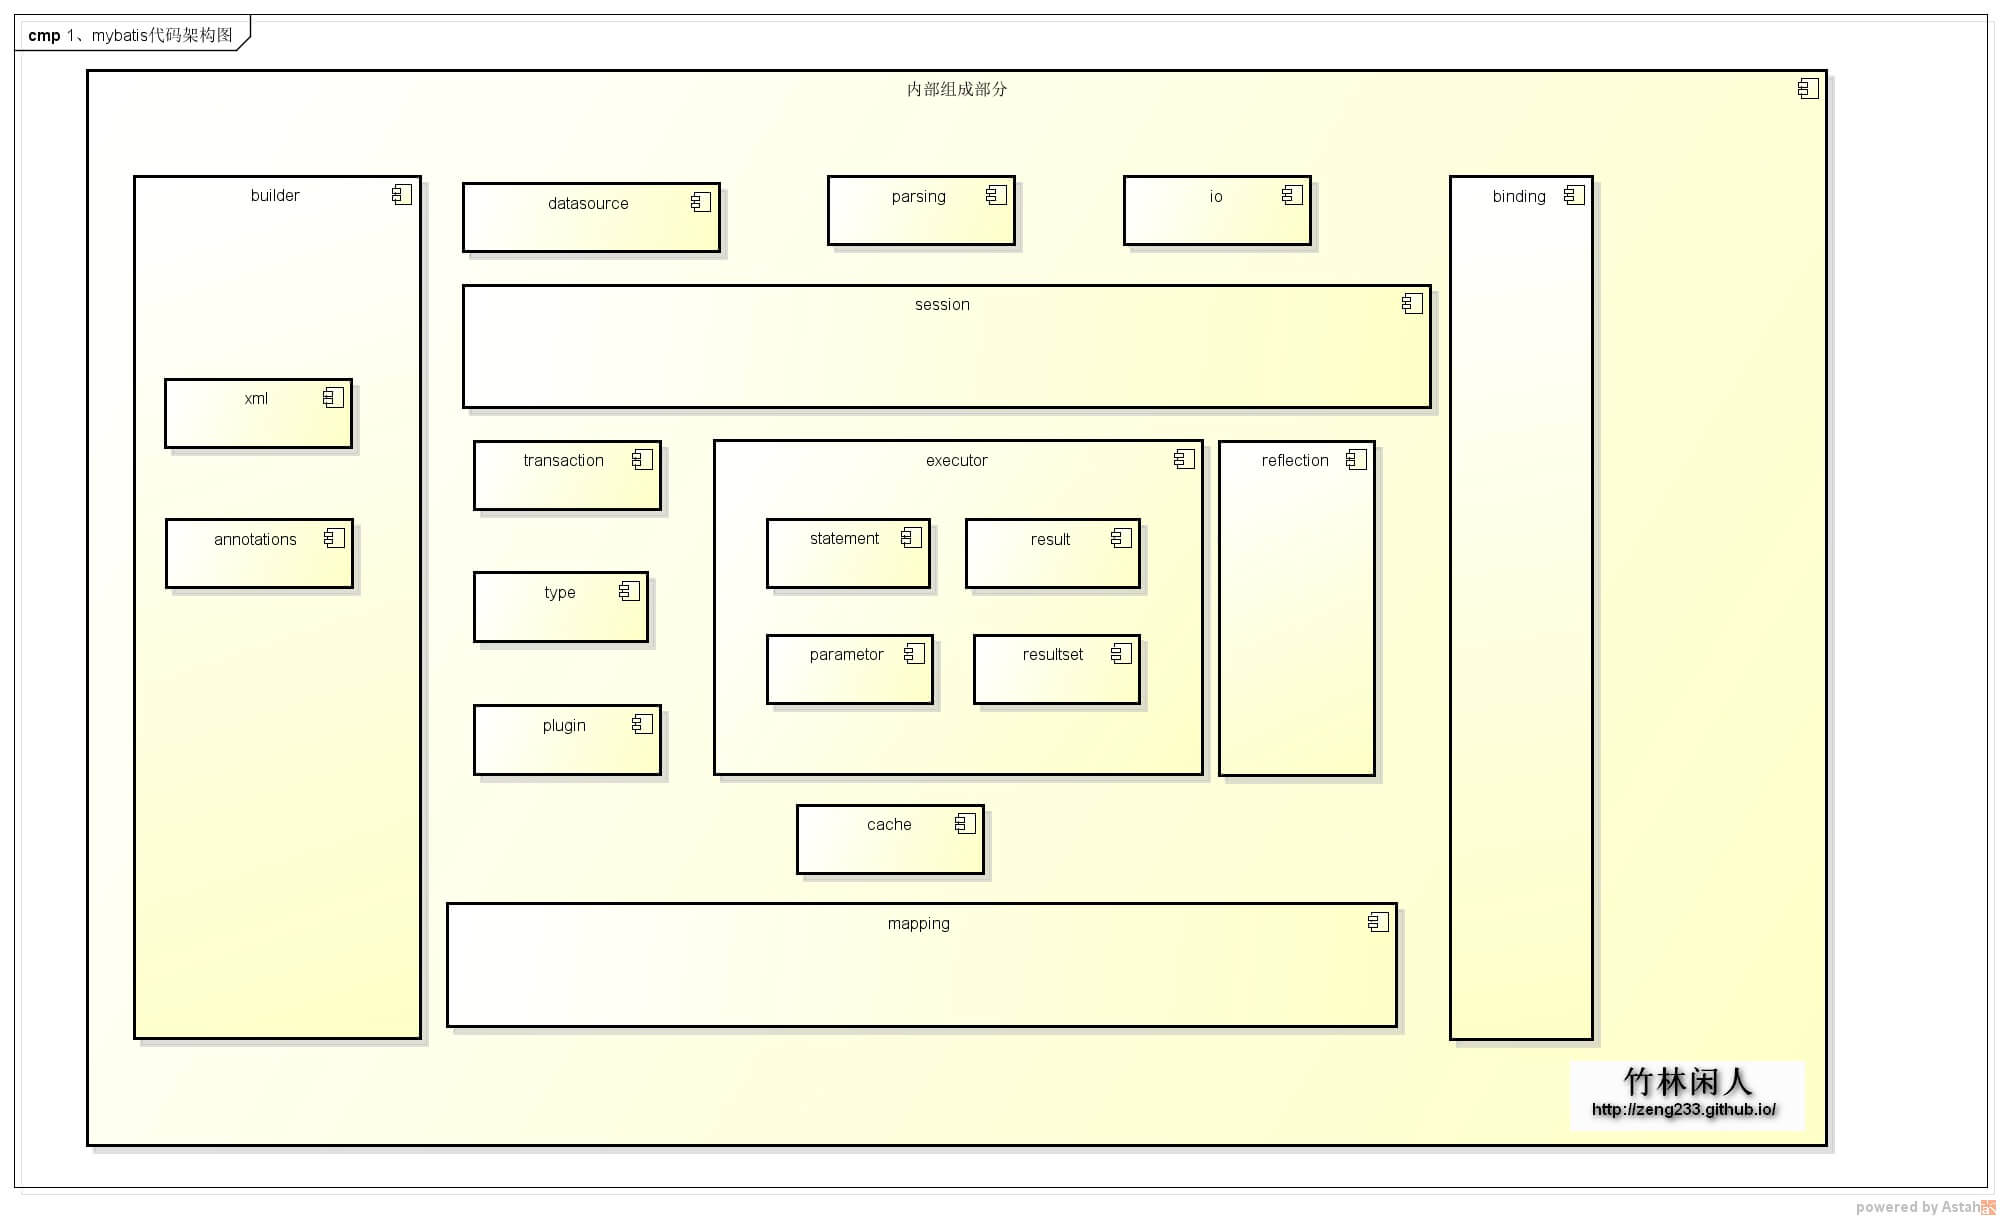 cmp 1、mybatis代码架构图
内部组成部分
builder
datasource
parsing
io
binding
session
xml
transaction
executor
reflection
annotations
statement
result
type
parametor
resultset
plugin
cache
mapping
竹林闲人
http://zeng233.github.io/
powered by Astah